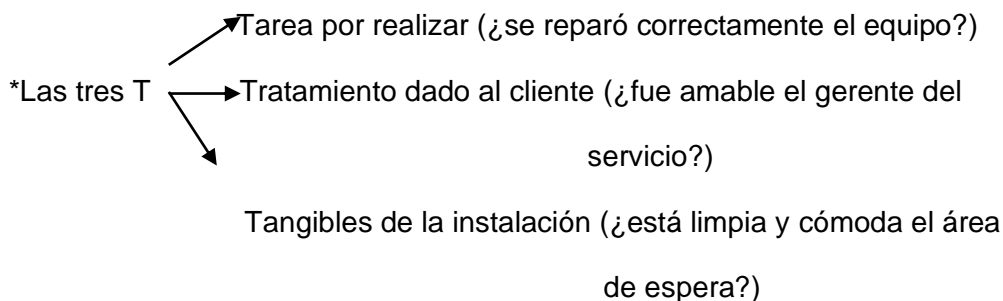 Tarea por realizar (¿se reparó correctamente el equipo?)
*Las tres T
Tratamiento dado al cliente (¿fue amable el gerente del
servicio?)
Tangibles de la instalación (¿está limpia y cómoda el área
de espera?)